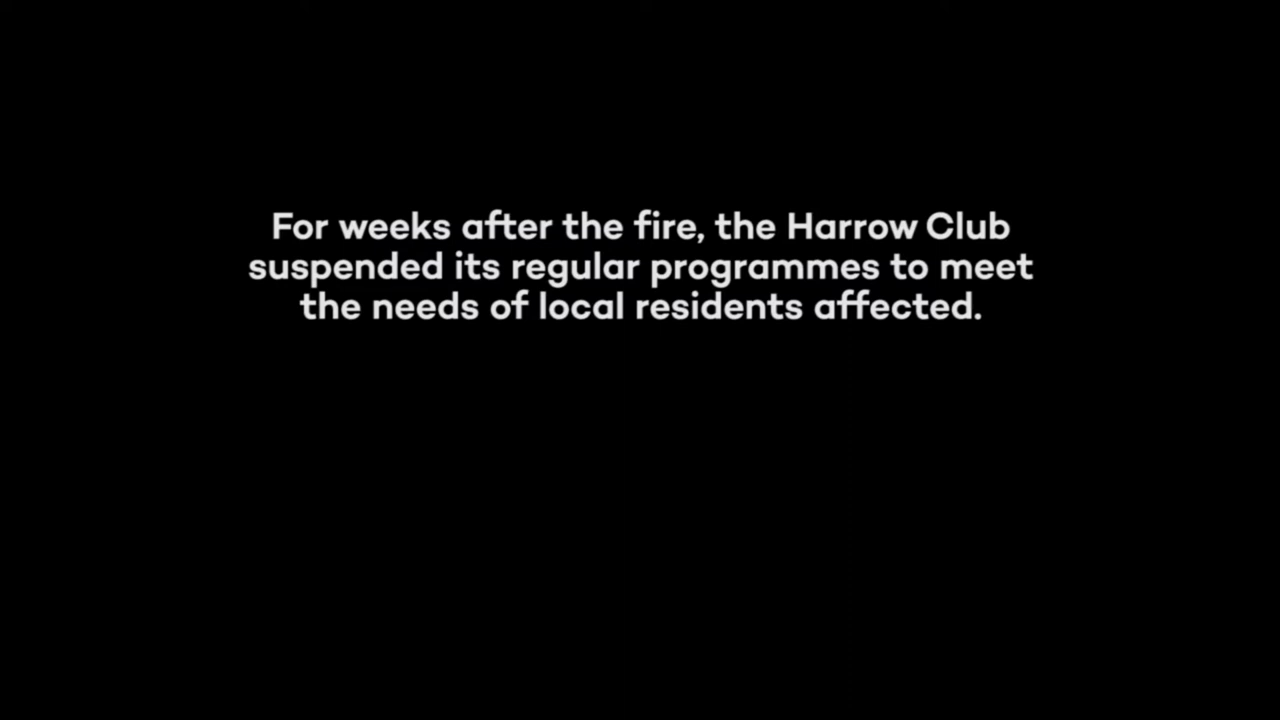 For weeks after the fire, the Harrow Club
suspended its regular programmes to meet
the needs of local residents affected.